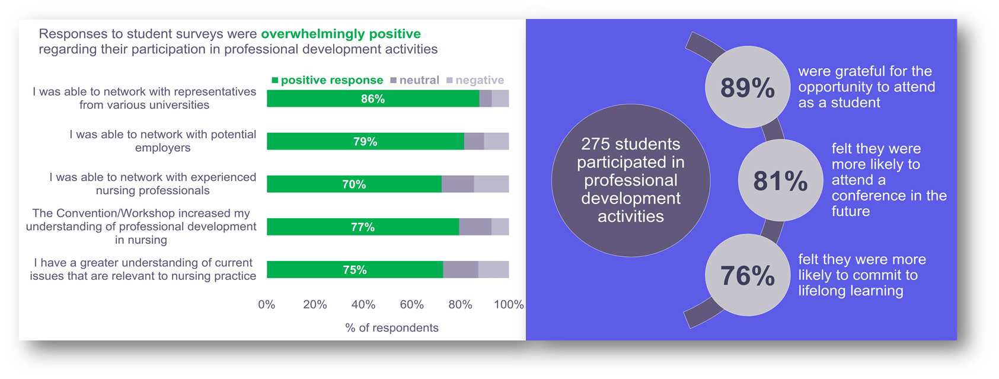 Responses to student surveys were overwhelmingly positive
regarding their participation in professional development activities
positive response neutral negative
I was able to network with representatives
from various universities
86%
I was able to network with potential
employers
79%
I was able to network with experienced
nursing professionals
70%
The Convention/Workshop increased my
understanding of professional development
in nursing
77%
I have a greater understanding of current
issues that are relevant to nursing practice
75%
0% 20% 40% 60% 80% 100%
% of respondents
275 students
participated in
professional
development
activities
89%
were grateful for the
opportunity to attend
as a student
81%
felt they were
more likely to
attend a
conference in the
future
76%
felt they were more
likely to commit to
lifelong learning